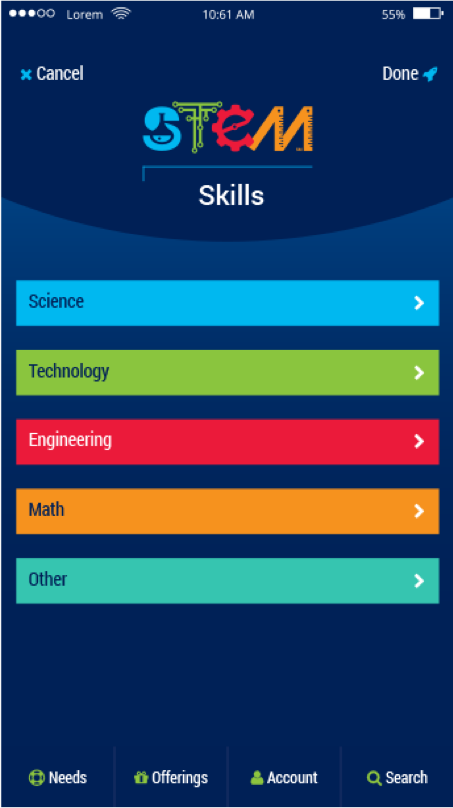 Lorem 10:61 AM 55%
Cancel Done
STEM
Skills
Science
Technology
Engineering
Math
Other
Needs Offerings Account Search